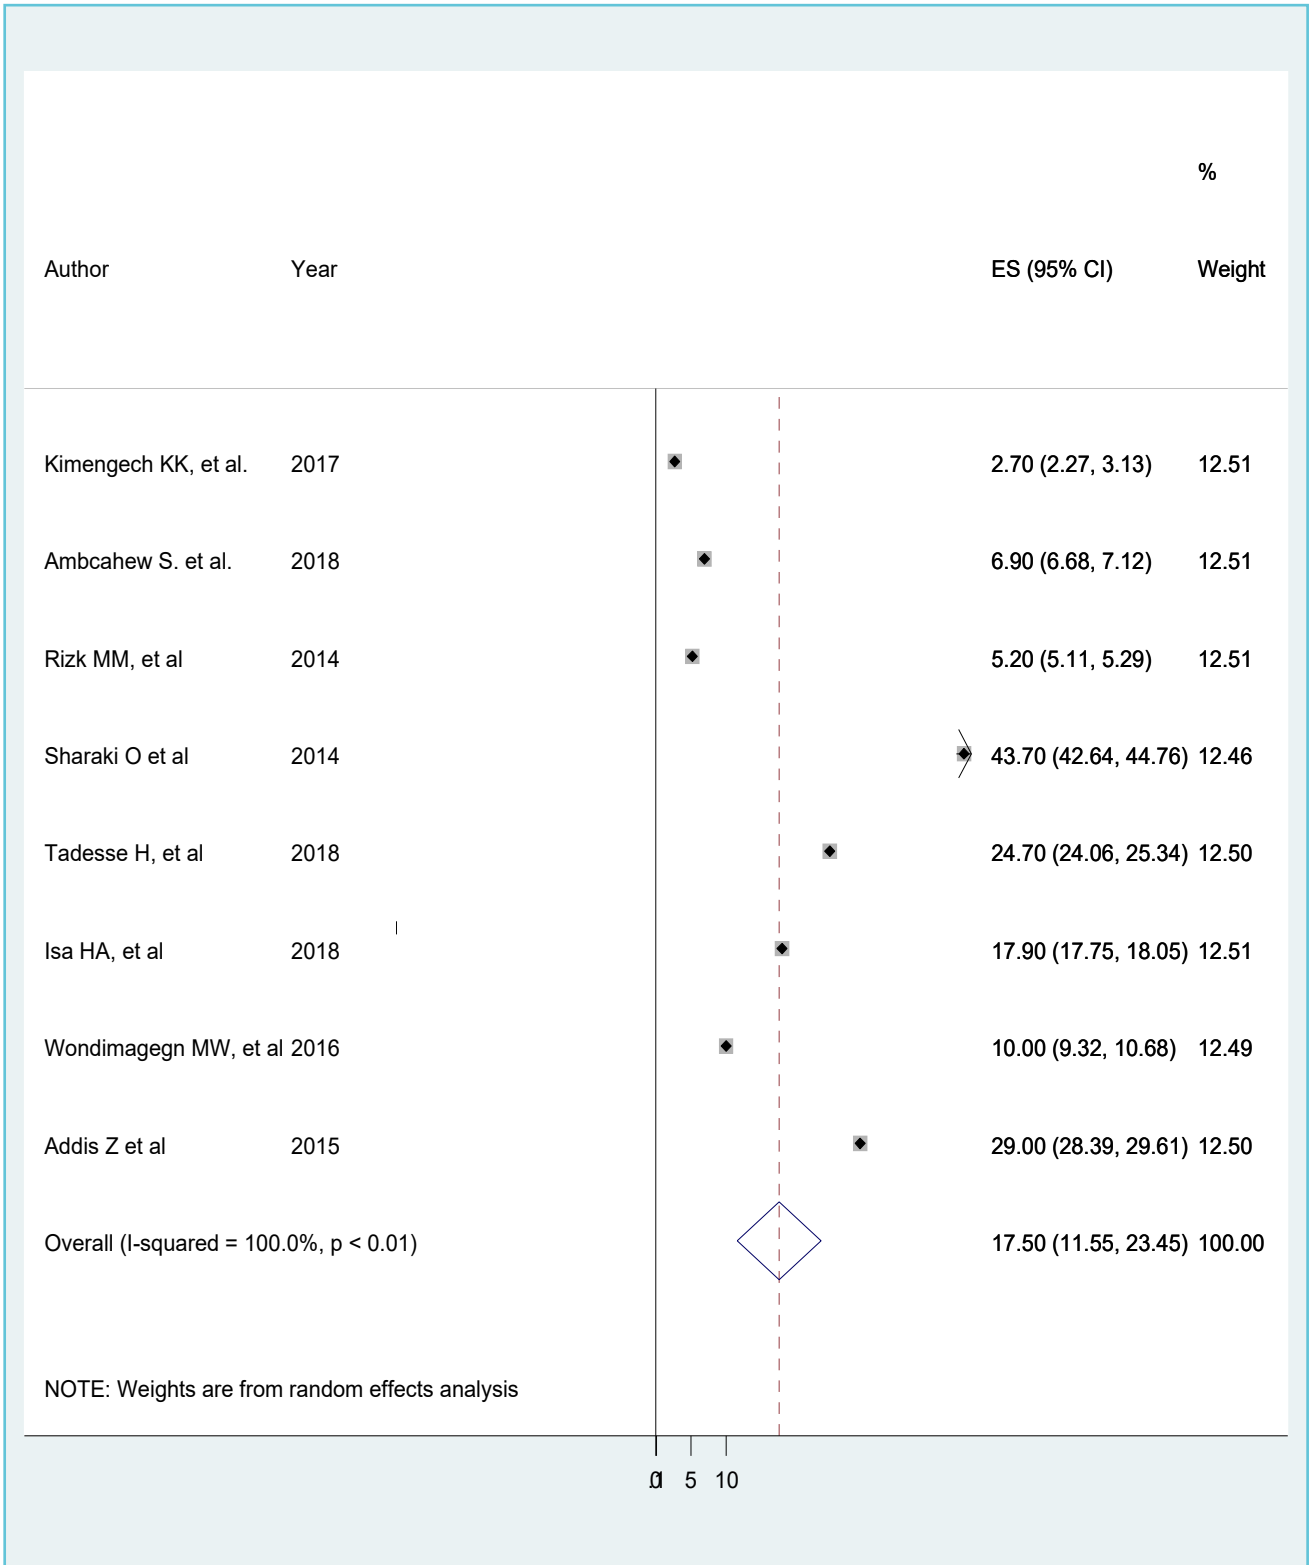 %
Author Year ES (95% CI) Weight
Kimengech KK, et al. 2017 2.70 (2.27, 3.13) 12.51
Ambcahew S. et al. 2018 6.90 (6.68, 7.12) 12.51
Rizk MM, et al 2014 5.20 (5.11, 5.29) 12.51
Sharaki O et al 2014 43.70 (42.64, 44.76) 12.46
Tadesse H, et al 2018 24.70 (24.06, 25.34) 12.50
Isa HA, et al 2018 17.90 (17.75, 18.05) 12.51
Wondimagegn MW, et al 2016 10.00 (9.32, 10.68) 12.49
Addis Z et al 2015 29.00 (28.39, 29.61) 12.50
Overall (I-squared = 100.0%, p < 0.01) 17.50 (11.55, 23.45) 100.00
NOTE: Weights are from random effects analysis
5 10